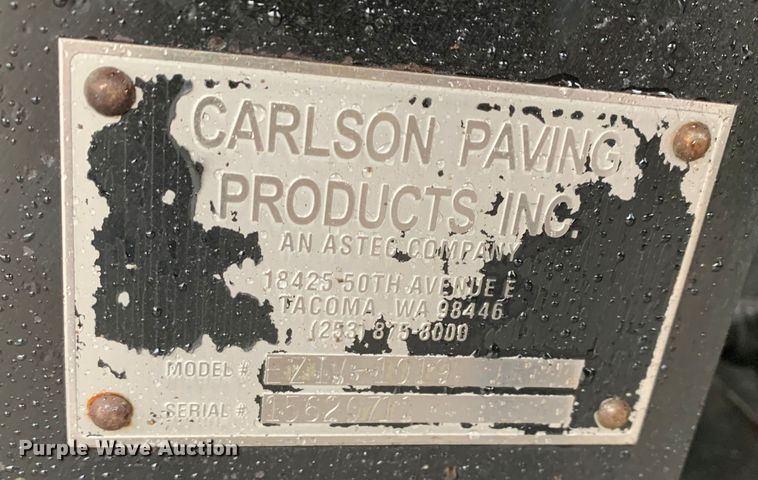 CARLSON PAVING
PRODUCTS INC.
AN ASTEC COMPANY
18425 50TH AVENUE E
TACOMA, WA 98446
(253) 875-8000
MODEL #
SERIAL #
Purple Wave Auction